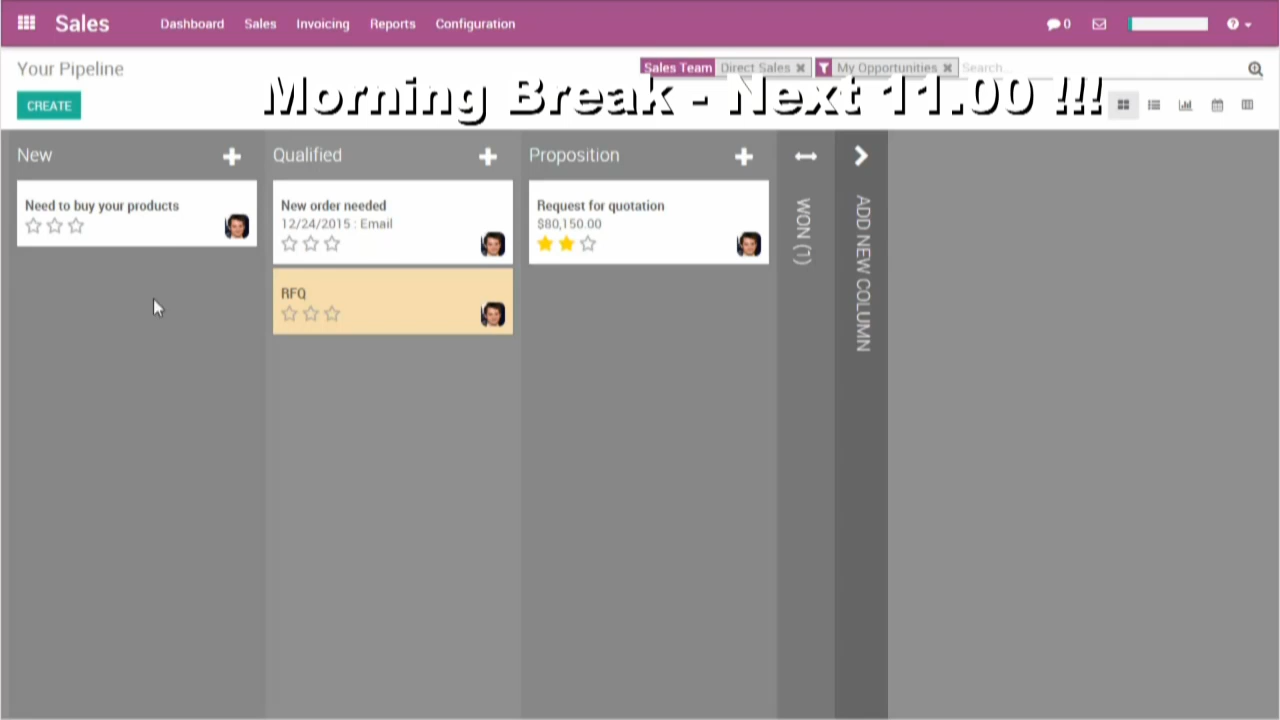 Sales
Dashboard Sales Invoicing Reports Configuration
0
Your Pipeline
Sales Team Direct Sales My Opportunities Search...
CREATE
Morning Break - Next 11.00 !!!
New
Qualified
Proposition
WON (1)
ADD NEW COLUMN
Need to buy your products
New order needed
12/24/2015 : Email
RFQ
Request for quotation
$80,150.00